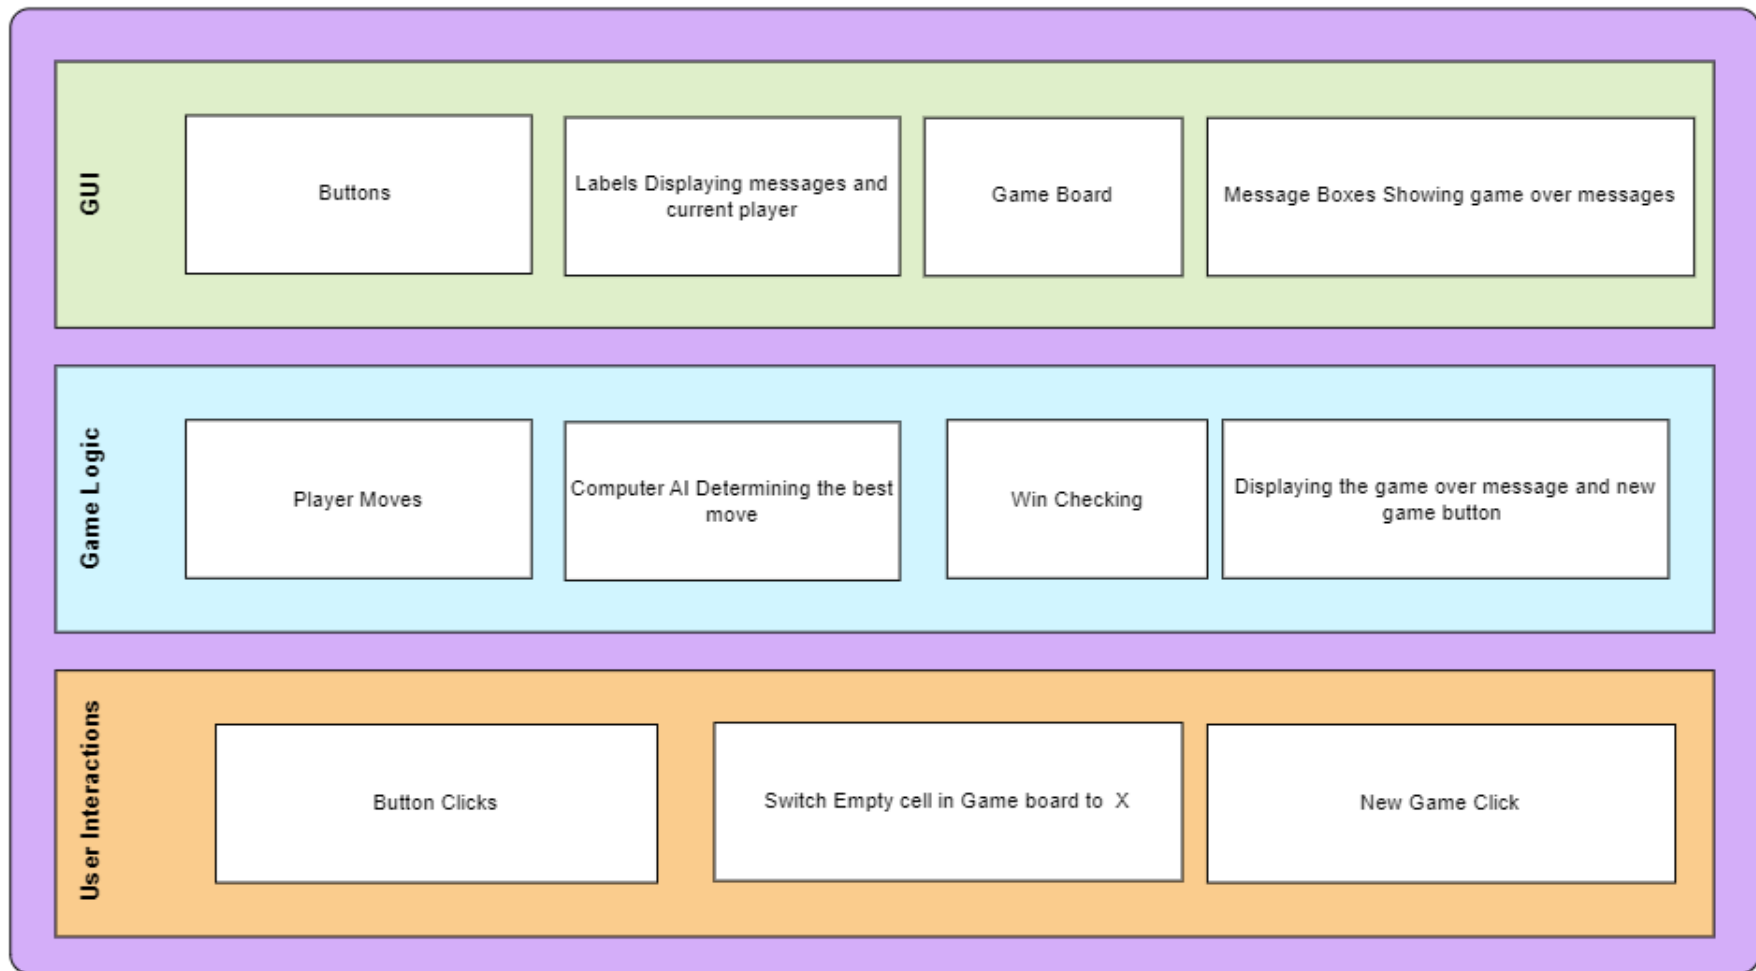 GUI
Buttons
Labels Displaying messages and
current player
Game Board
Message Boxes Showing game over messages
Game Logic
Player Moves
Computer AI Determining the best
move
Win Checking
Displaying the game over message and new
game button
User Interactions
Button Clicks
Switch Empty cell in Game board to X
New Game Click